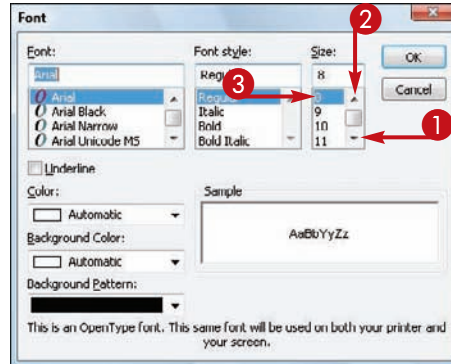 Font
2
Font: Font style: Size:
Arial Regular 8
OK
Arial Regular 3 8
Arial Black Italic 9
Cancel
Arial Narrow Bold 10
Arial Unicode MS Bold Italic 11
1
Underline
Color: Sample
Automatic
AaBbYyZz
Background Color:
Automatic
Background Pattern:
This is an OpenType font. This same font will be used on both your printer and
your screen.